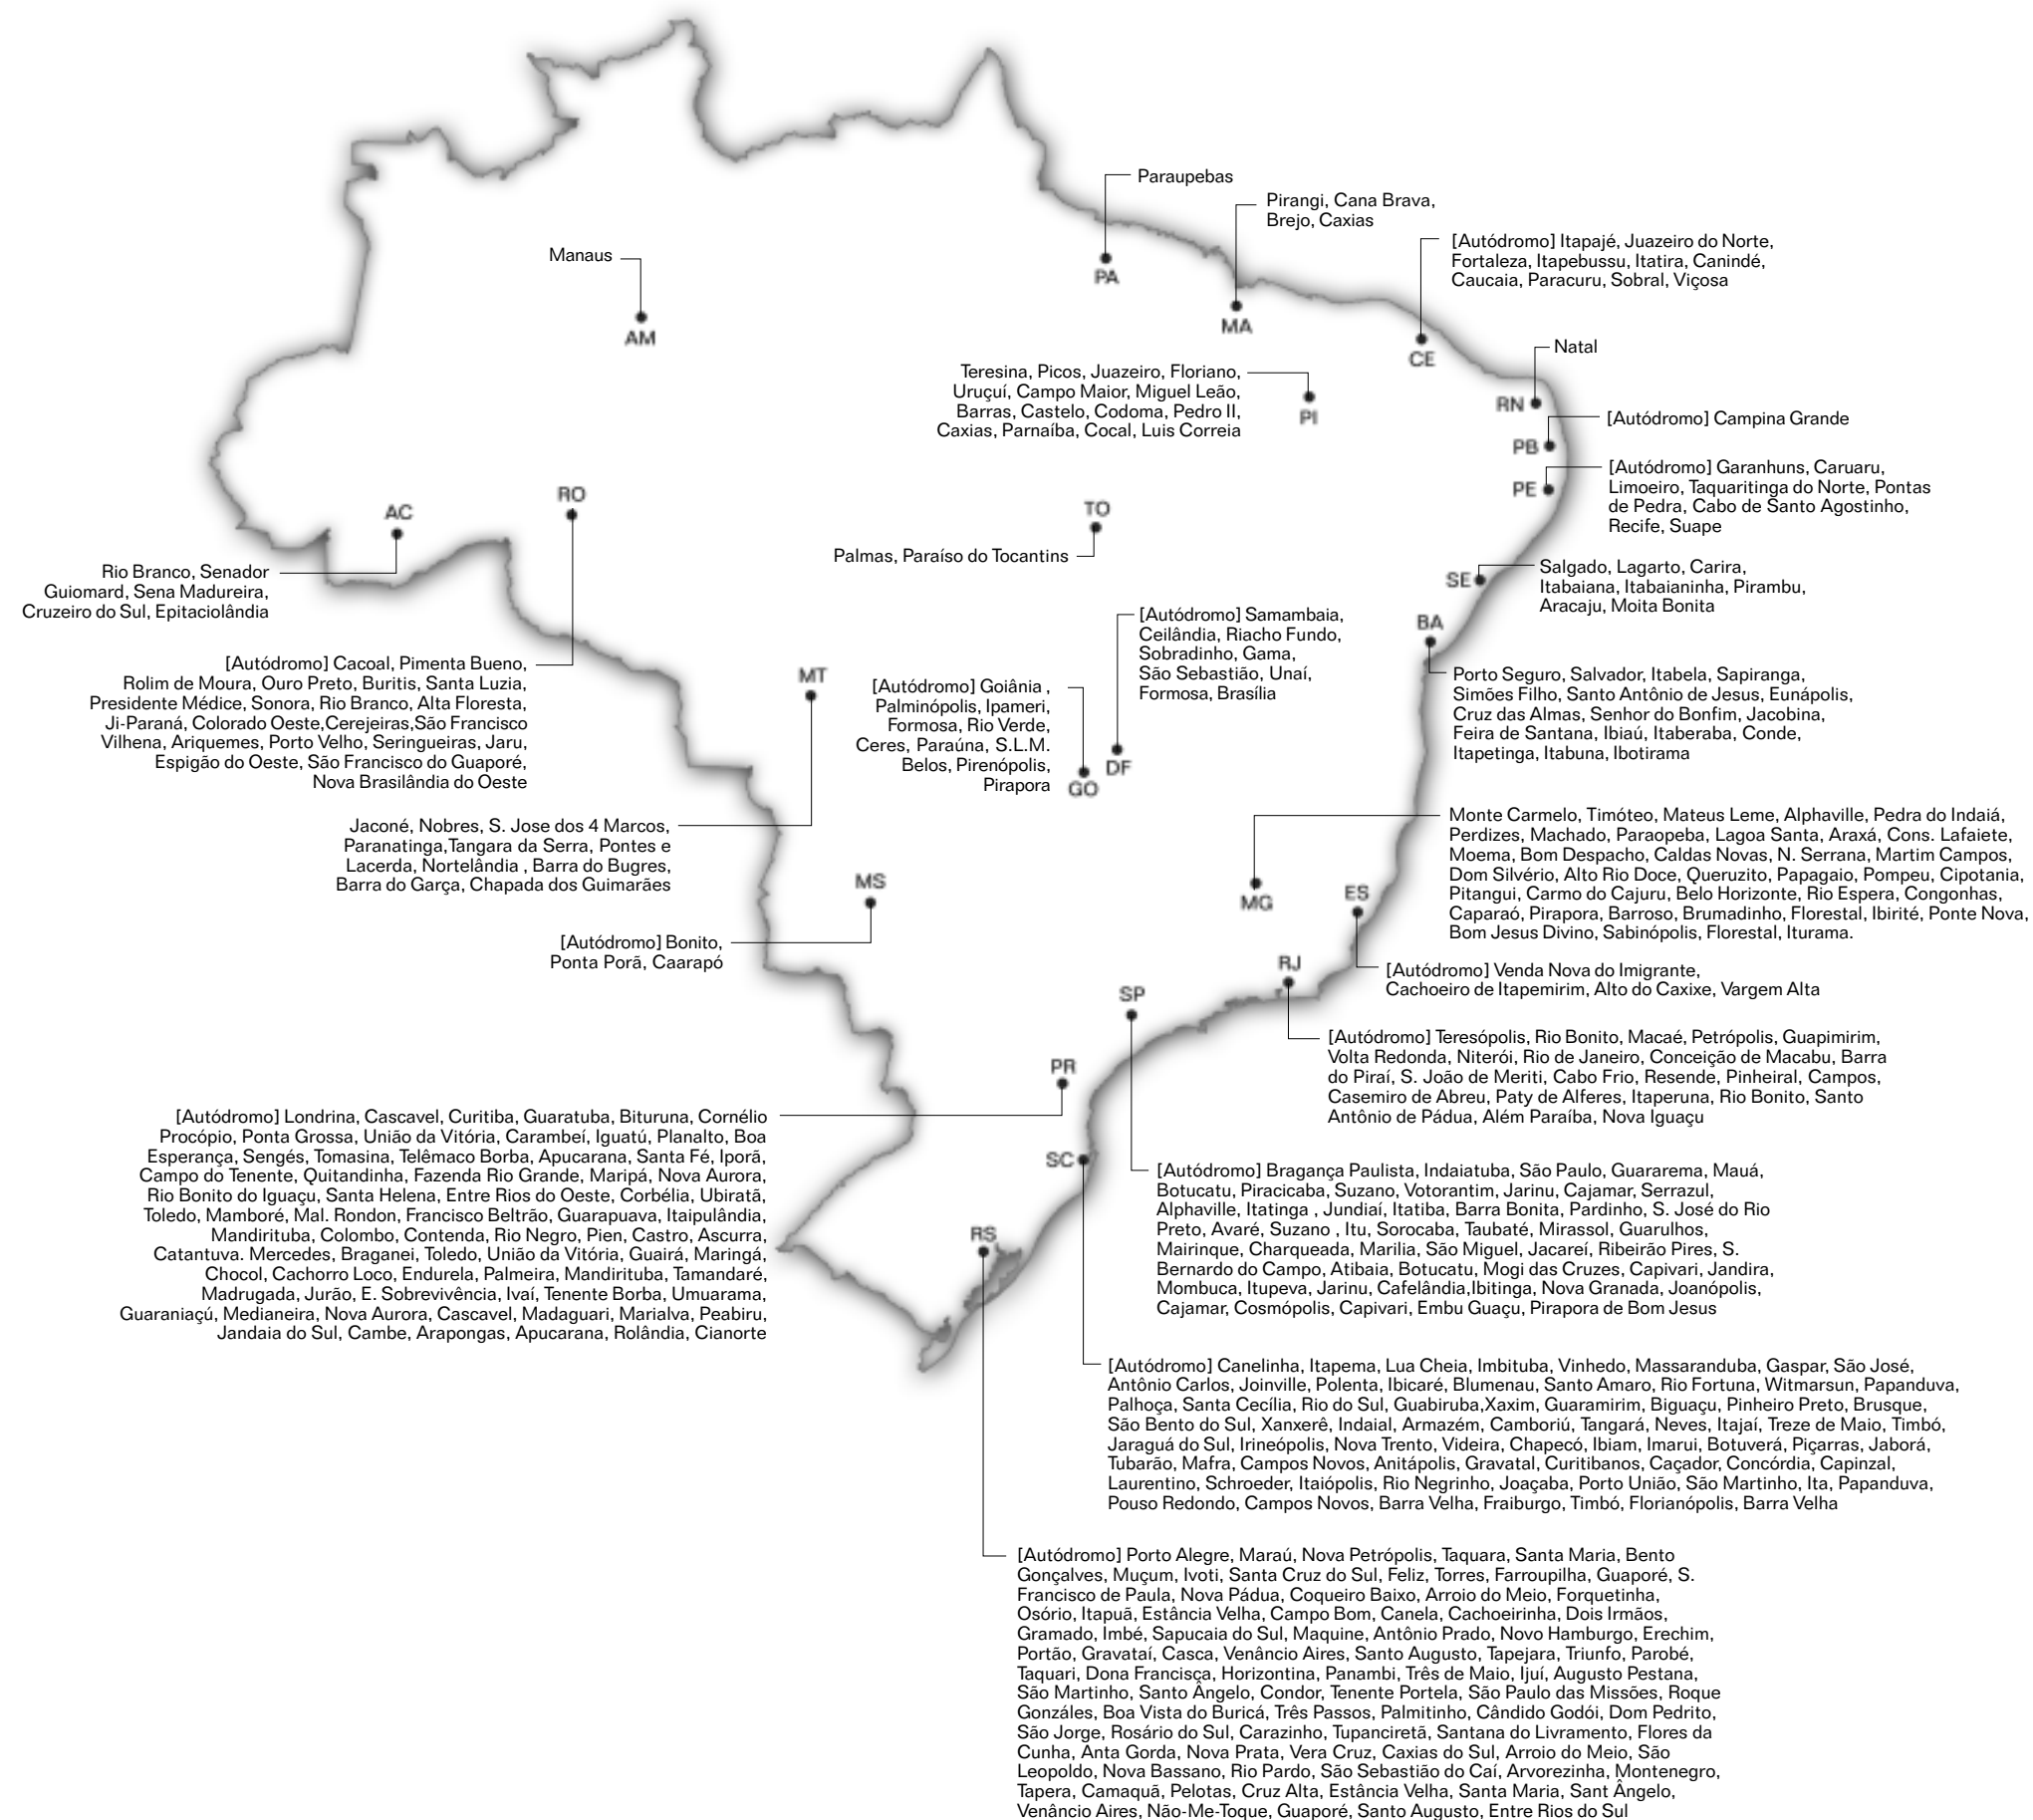 Paraupebas
PA
Pirangi, Cana Brava,
Brejo, Caxias
MA
[Autódromo] Itapajé, Juazeiro do Norte,
Fortaleza, Itapebussu, Itatira, Canindé,
Caucaia, Paracuru, Sobral, Viçosa
CE
Manaus
AM
Natal
RN
Teresina, Picos, Juazeiro, Floriano,
Uruçuí, Campo Maior, Miguel Leão,
Barras, Castelo, Codoma, Pedro II,
Caxias, Parnaíba, Cocal, Luis Correia
PI
[Autódromo] Campina Grande
PB
[Autódromo] Garanhuns, Caruaru,
Limoeiro, Taquaritinga do Norte, Pontas
de Pedra, Cabo de Santo Agostinho,
Recife, Suape
PE
AC
Rio Branco, Senador
Guiomard, Sena Madureira,
Cruzeiro do Sul, Epitaciolândia
RO
[Autódromo] Cacoal, Pimenta Bueno,
Rolim de Moura, Ouro Preto, Buritis, Santa Luzia,
Presidente Médice, Sonora, Rio Branco, Alta Floresta,
Ji-Paraná, Colorado Oeste,Cerejeiras,São Francisco
Vilhena, Ariquemes, Porto Velho, Seringueiras, Jaru,
Espigão do Oeste, São Francisco do Guaporé,
Nova Brasilândia do Oeste
TO
Palmas, Paraíso do Tocantins
SE
Salgado, Lagarto, Carira,
Itabaiana, Itabaianinha, Pirambu,
Aracaju, Moita Bonita
BA
Porto Seguro, Salvador, Itabela, Sapiranga,
Simões Filho, Santo Antônio de Jesus, Eunápolis,
Cruz das Almas, Senhor do Bonfim, Jacobina,
Feira de Santana, Ibiaú, Itaberaba, Conde,
Itapetinga, Itabuna, Ibotirama
[Autódromo] Samambaia,
Ceilândia, Riacho Fundo,
Sobradinho, Gama,
São Sebastião, Unaí,
Formosa, Brasília
DF
[Autódromo] Goiânia ,
Palminópolis, Ipameri,
Formosa, Rio Verde,
Ceres, Paraúna, S.L.M.
Belos, Pirenópolis,
Pirapora
GO
MT
Jaconé, Nobres, S. Jose dos 4 Marcos,
Paranatinga,Tangara da Serra, Pontes e
Lacerda, Nortelândia , Barra do Bugres,
Barra do Garça, Chapada dos Guimarães
MS
[Autódromo] Bonito,
Ponta Porã, Caarapó
Monte Carmelo, Timóteo, Mateus Leme, Alphaville, Pedra do Indaiá,
Perdizes, Machado, Paraopeba, Lagoa Santa, Araxá, Cons. Lafaiete,
Moema, Bom Despacho, Caldas Novas, N. Serrana, Martim Campos,
Dom Silvério, Alto Rio Doce, Queruzito, Papagaio, Pompeu, Cipotania,
Pitangui, Carmo do Cajuru, Belo Horizonte, Rio Espera, Congonhas,
Caparaó, Pirapora, Barroso, Brumadinho, Florestal, Ibirité, Ponte Nova,
Bom Jesus Divino, Sabinópolis, Florestal, Iturama.
MG
ES
[Autódromo] Venda Nova do Imigrante,
Cachoeiro de Itapemirim, Alto do Caxixe, Vargem Alta
RJ
[Autódromo] Teresópolis, Rio Bonito, Macaé, Petrópolis, Guapimirim,
Volta Redonda, Niterói, Rio de Janeiro, Conceição de Macabu, Barra
do Piraí, S. João de Meriti, Cabo Frio, Resende, Pinheiral, Campos,
Casemiro de Abreu, Paty de Alferes, Itaperuna, Rio Bonito, Santo
Antônio de Pádua, Além Paraíba, Nova Iguaçu
SP
[Autódromo] Bragança Paulista, Indaiatuba, São Paulo, Guararema, Mauá,
Botucatu, Piracicaba, Suzano, Votorantim, Jarinu, Cajamar, Serrazul,
Alphaville, Itatinga , Jundiaí, Itatiba, Barra Bonita, Pardinho, S. José do Rio
Preto, Avaré, Suzano , Itu, Sorocaba, Taubaté, Mirassol, Guarulhos,
Mairinque, Charqueada, Marilia, São Miguel, Jacareí, Ribeirão Pires, S.
Bernardo do Campo, Atibaia, Botucatu, Mogi das Cruzes, Capivari, Jandira,
Mombuca, Itupeva, Jarinu, Cafelândia,Ibitinga, Nova Granada, Joanópolis,
Cajamar, Cosmópolis, Capivari, Embu Guaçu, Pirapora de Bom Jesus
PR
[Autódromo] Londrina, Cascavel, Curitiba, Guaratuba, Bituruna, Cornélio
Procópio, Ponta Grossa, União da Vitória, Carambeí, Iguatú, Planalto, Boa
Esperança, Sengés, Tomasina, Telêmaco Borba, Apucarana, Santa Fé, Iporã,
Campo do Tenente, Quitandinha, Fazenda Rio Grande, Maripá, Nova Aurora,
Rio Bonito do Iguaçu, Santa Helena, Entre Rios do Oeste, Corbélia, Ubiratã,
Toledo, Mamboré, Mal. Rondon, Francisco Beltrão, Guarapuava, Itaipulândia,
Mandirituba, Colombo, Contenda, Rio Negro, Pien, Castro, Ascurra,
Catantuva. Mercedes, Braganei, Toledo, União da Vitória, Guairá, Maringá,
Chocol, Cachorro Loco, Endurela, Palmeira, Mandirituba, Tamandaré,
Madrugada, Jurão, E. Sobrevivência, Ivaí, Tenente Borba, Umuarama,
Guaraniaçú, Medianeira, Nova Aurora, Cascavel, Madaguari, Marialva, Peabiru,
Jandaia do Sul, Cambe, Arapongas, Apucarana, Rolândia, Cianorte
SC
[Autódromo] Canelinha, Itapema, Lua Cheia, Imbituba, Vinhedo, Massaranduba, Gaspar, São José,
Antônio Carlos, Joinville, Polenta, Ibicaré, Blumenau, Santo Amaro, Rio Fortuna, Witmarsun, Papanduva,
Palhoça, Santa Cecília, Rio do Sul, Guabiruba,Xaxim, Guaramirim, Biguaçu, Pinheiro Preto, Brusque,
São Bento do Sul, Xanxerê, Indaial, Armazém, Camboriú, Tangará, Neves, Itajaí, Treze de Maio, Timbó,
Jaraguá do Sul, Irineópolis, Nova Trento, Videira, Chapecó, Ibiam, Imarui, Botuverá, Piçarras, Jaborá,
Tubarão, Mafra, Campos Novos, Anitápolis, Gravatal, Curitibanos, Caçador, Concórdia, Capinzal,
Laurentino, Schroeder, Itaiópolis, Rio Negrinho, Joaçaba, Porto União, São Martinho, Ita, Papanduva,
Pouso Redondo, Campos Novos, Barra Velha, Fraiburgo, Timbó, Florianópolis, Barra Velha
RS
[Autódromo] Porto Alegre, Maraú, Nova Petrópolis, Taquara, Santa Maria, Bento
Gonçalves, Muçum, Ivoti, Santa Cruz do Sul, Feliz, Torres, Farroupilha, Guaporé, S.
Francisco de Paula, Nova Pádua, Coqueiro Baixo, Arroio do Meio, Forquetinha,
Osório, Itapuã, Estância Velha, Campo Bom, Canela, Cachoeirinha, Dois Irmãos,
Gramado, Imbé, Sapucaia do Sul, Maquine, Antônio Prado, Novo Hamburgo, Erechim,
Portão, Gravataí, Casca, Venâncio Aires, Santo Augusto, Tapejara, Triunfo, Parobé,
Taquari, Dona Francisca, Horizontina, Panambi, Três de Maio, Ijuí, Augusto Pestana,
São Martinho, Santo Ângelo, Condor, Tenente Portela, São Paulo das Missões, Roque
Gonzáles, Boa Vista do Buricá, Três Passos, Palmitinho, Cândido Godói, Dom Pedrito,
São Jorge, Rosário do Sul, Carazinho, Tupanciretã, Santana do Livramento, Flores da
Cunha, Anta Gorda, Nova Prata, Vera Cruz, Caxias do Sul, Arroio do Meio, São
Leopoldo, Nova Bassano, Rio Pardo, São Sebastião do Caí, Arvorezinha, Montenegro,
Tapera, Camaquã, Pelotas, Cruz Alta, Estância Velha, Santa Maria, Sant Ângelo,
Venâncio Aires, Não-Me-Toque, Guaporé, Santo Augusto, Entre Rios do Sul